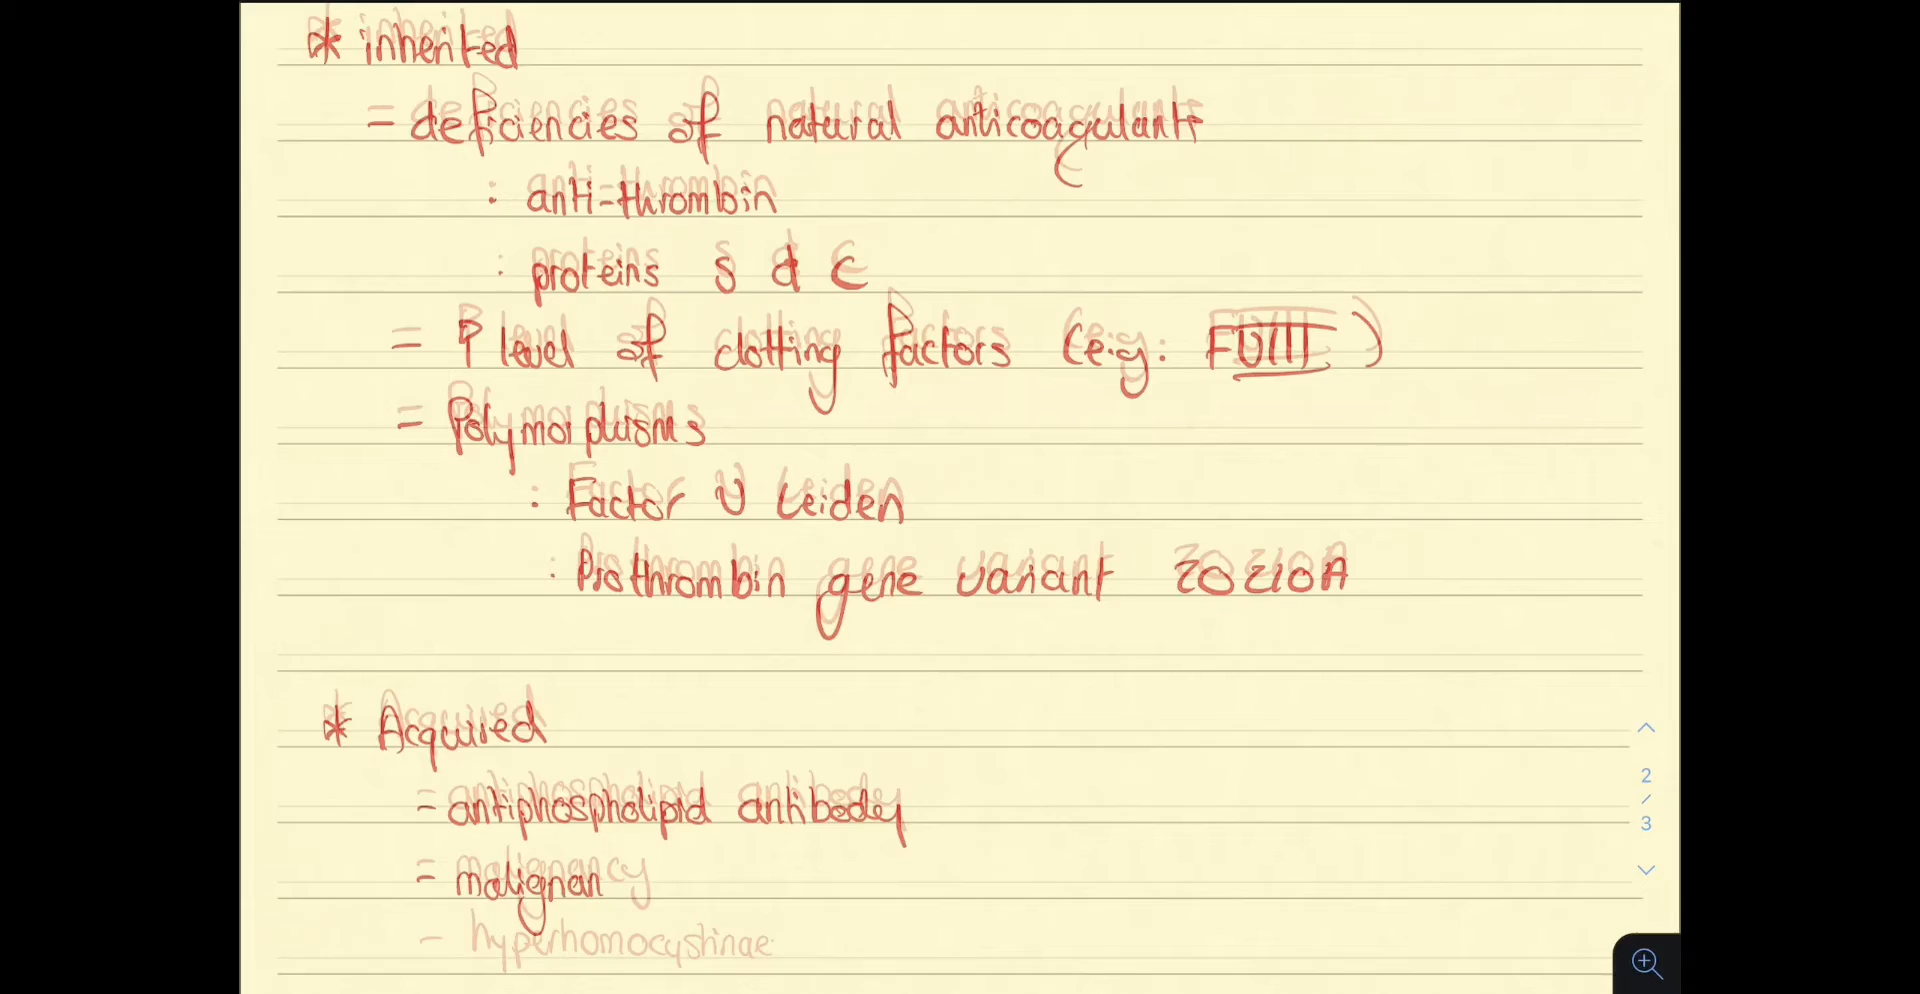 * inherited
= deficiencies of natural anticoagulants
: anti-thrombin
: proteins S & C
= ↑ level of clotting factors (e.g: FVIII)
= Polymorphisms
: Factor V Leiden
: Prothrombin gene variant 20210A
* Acquired
= antiphospholipid antibody
= malignancy
- hyperhomocystinae
2
/
3